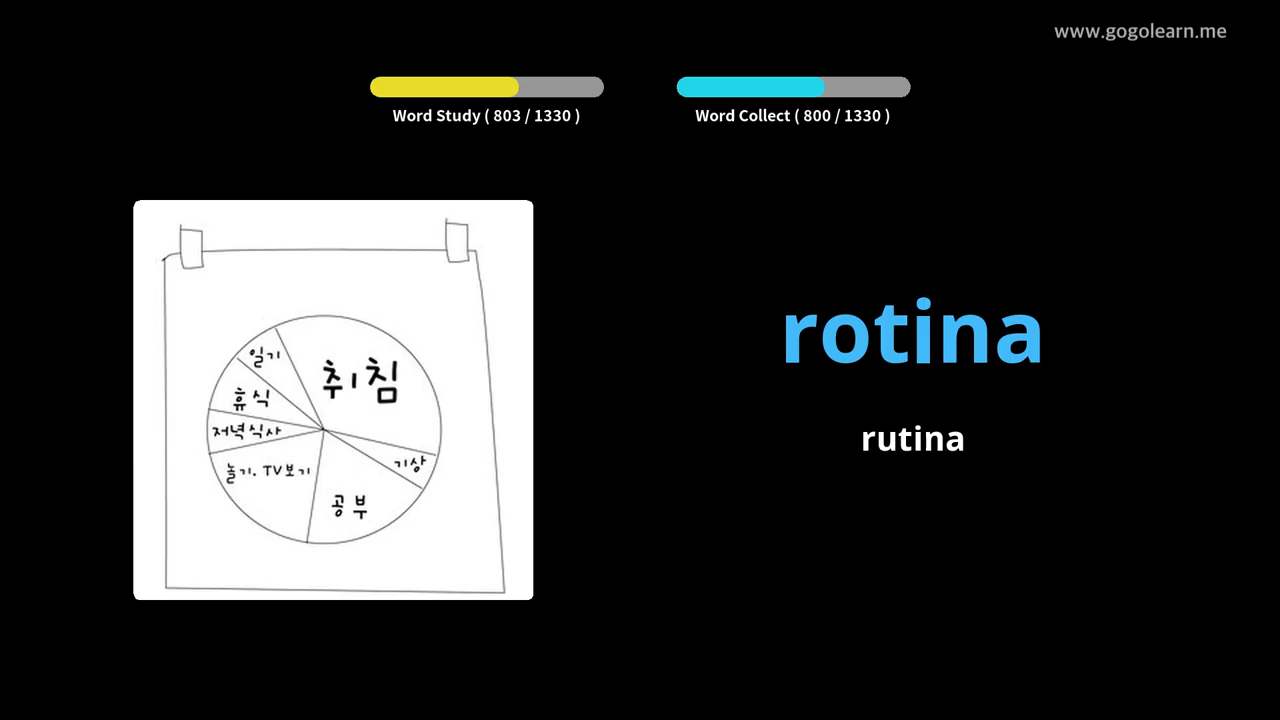 www.gogolearn.me
Word Study ( 803 / 1330 )
Word Collect ( 800 / 1330 )
일기
취침
휴식
저녁식사
기상
놀기. TV보기
공부
rotina
rutina